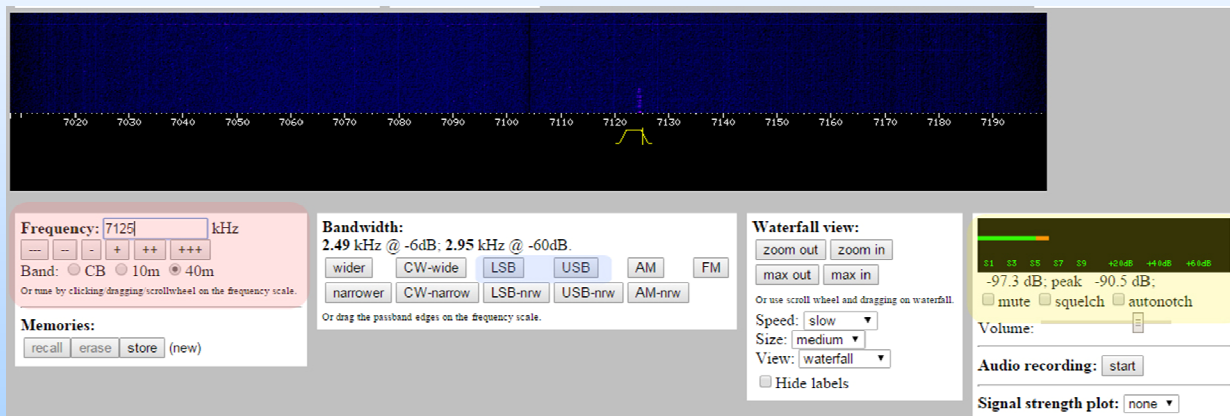 7020 7030 7040 7050 7060 7070 7080 7090 7100 7110 7120 7130 7140 7150 7160 7170 7180 7190
Frequency: 7125 kHz
--- -- - + ++ +++
Band: CB 10m 40m
Or tune by clicking/dragging/scrollwheel on the frequency scale.
Memories:
recall erase store (new)
Bandwidth:
2.49 kHz @ -6dB; 2.95 kHz @ -60dB.
wider CW-wide LSB USB AM FM
narrower CW-narrow LSB-nrw USB-nrw AM-nrw
Or drag the passband edges on the frequency scale.
Waterfall view:
zoom out zoom in
max out max in
Or use scroll wheel and dragging on waterfall.
Speed: slow
Size: medium
View: waterfall
Hide labels
S1 S3 S5 S7 S9 +20dB +40dB +60dB
-97.3 dB; peak -90.5 dB;
mute squelch autonotch
Volume:
Audio recording: start
Signal strength plot: none